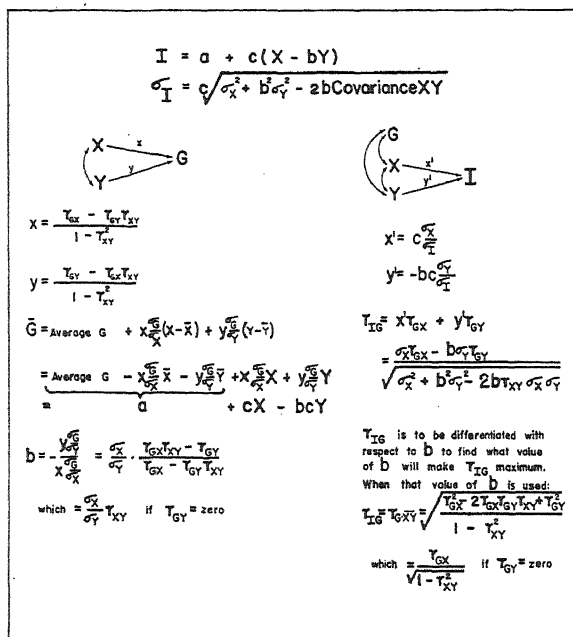 I = a + c(X - bY)
σ_I = c√(σ_X² + b²σ_Y² - 2bCovarianceXY)
X x
Y y G
x = (r_GX - r_GY r_XY) / (1 - r_XY²)
y = (r_GY - r_GX r_XY) / (1 - r_XY²)
Ḡ = Average G + x(σ_G/σ_X)(X-X̄) + y(σ_G/σ_Y)(Y-Ȳ)
= Average G - x(σ_G/σ_X)X̄ - y(σ_G/σ_Y)Ȳ + x(σ_G/σ_X)X + y(σ_G/σ_Y)Y
= a + cX - bcY
b = -(y(σ_G/σ_Y)) / (x(σ_G/σ_X)) = (σ_X/σ_Y) · (r_GX r_XY - r_GY) / (r_GX - r_GY r_XY)
which = (σ_X/σ_Y) r_XY if r_GY = zero
G
X x'
Y y' I
x' = c(σ_X/σ_I)
y' = -bc(σ_Y/σ_I)
r_IG = x'r_GX + y'r_GY
= (σ_X r_GX - bσ_Y r_GY) / √(σ_X² + b²σ_Y² - 2b r_XY σ_X σ_Y)
r_IG is to be differentiated with
respect to b to find what value
of b will make r_IG maximum.
When that value of b is used:
r_IG = r_G·XY = √((r_GX² - 2r_GX r_GY r_XY + r_GY²) / (1 - r_XY²))
which = r_GX / √(1 - r_XY²) if r_GY = zero